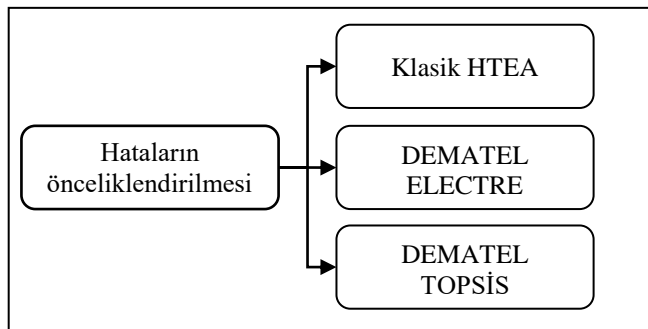 Klasik HTEA
Hataların
önceliklendirilmesi
DEMATEL
ELECTRE
DEMATEL
TOPSİS